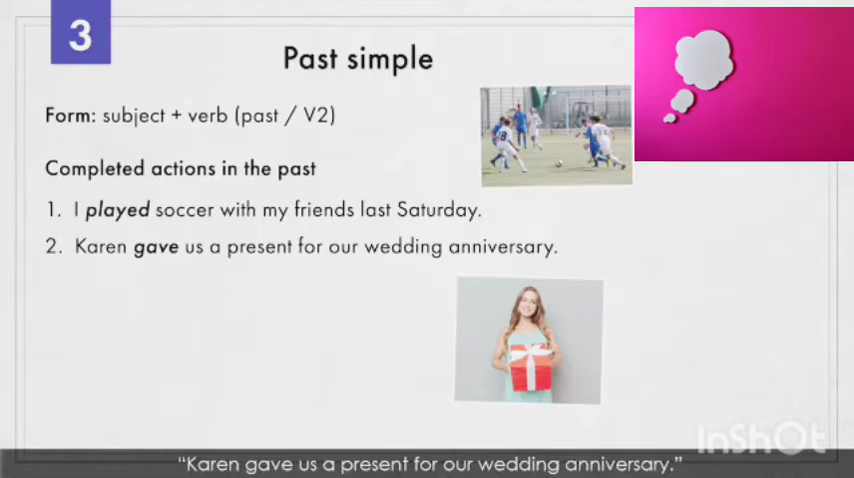 3
Past simple
Form: subject + verb (past / V2)
Completed actions in the past
1. I played soccer with my friends last Saturday.
2. Karen gave us a present for our wedding anniversary.
InShOt
“Karen gave us a present for our wedding anniversary.”